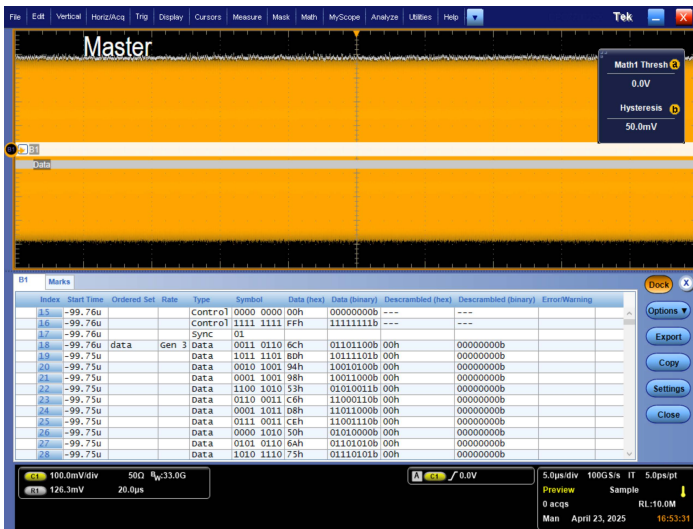 File Edit Vertical Horiz/Acq Trig Display Cursors Measure Mask Math MyScope Analyze Utilities Help Tek X
Master
Math1 Thresh a
0.0V
Hysteresis b
50.0mV
B1 B1
Data
B1 Marks Dock X
Index Start Time Ordered Set Rate Type Symbol Data (hex) Data (binary) Descrambled (hex) Descrambled (binary) Error/Warning
15 -99.76u Control 0000 0000 00h 00000000b --- ---
16 -99.76u Control 1111 1111 FFh 11111111b --- ---
17 -99.76u Sync 01
18 -99.76u data Gen 3 Data 0011 0110 6Ch 01101100b 00h 00000000b
19 -99.75u Data 1011 1101 BDh 10111101b 00h 00000000b
20 -99.75u Data 0010 1001 94h 10010100b 00h 00000000b
21 -99.75u Data 0001 1001 98h 10011000b 00h 00000000b
22 -99.75u Data 1100 1010 53h 01010011b 00h 00000000b
23 -99.75u Data 0110 0011 C6h 11000110b 00h 00000000b
24 -99.75u Data 0001 1011 D8h 11011000b 00h 00000000b
25 -99.75u Data 0111 0011 CEh 11001110b 00h 00000000b
26 -99.75u Data 0000 1010 50h 01010000b 00h 00000000b
27 -99.75u Data 0101 0110 6Ah 01101010b 00h 00000000b
28 -99.75u Data 1010 1110 75h 01110101b 00h 00000000b
Options
Export
Copy
Settings
Close
C1 100.0mV/div 50Ω BW:33.0G
R1 126.3mV 20.0µs
A C1 0.0V
5.0µs/div 100GS/s IT 5.0ps/pt
Preview Sample
0 acqs RL:10.0M
Man April 23, 2025 16:53:31